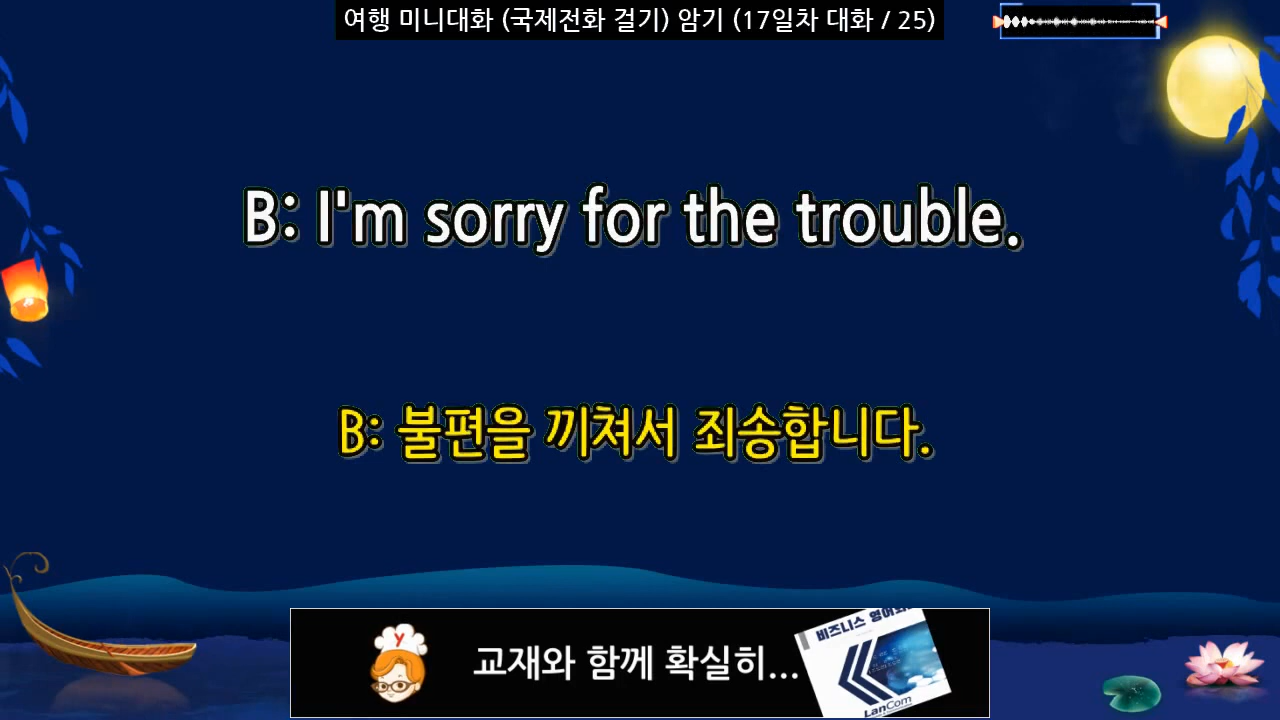 여행 미니대화 (국제전화 걸기) 암기 (17일차 대화 / 25)
B: I'm sorry for the trouble.
B: 불편을 끼쳐서 죄송합니다.
Y
교재와 함께 확실히...
비즈니스 영어
LanCom